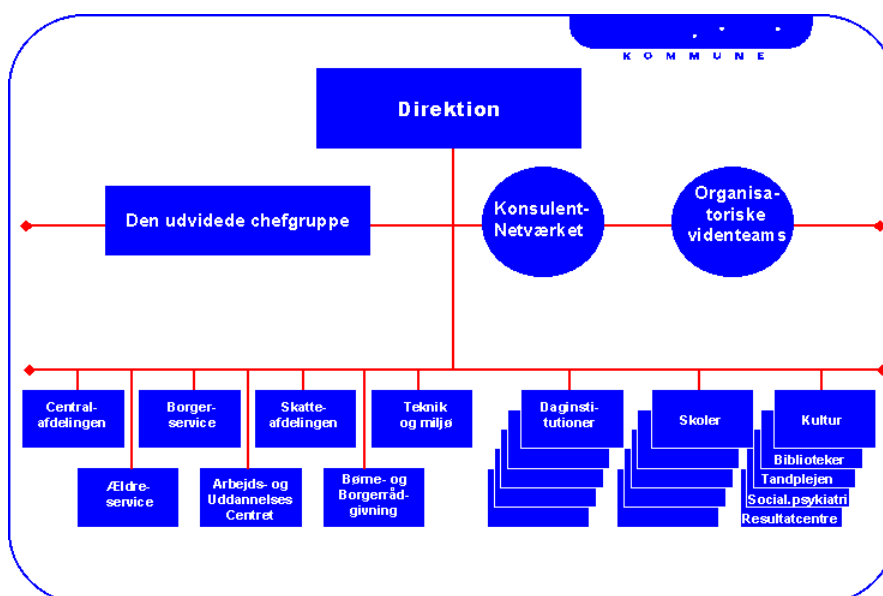 K O M M U N E
Direktion
Den udvidede chefgruppe
Konsulent-
Netværket
Organisa-
toriske
videnteams
Central-
afdelingen
Borger-
service
Skatte-
afdelingen
Teknik
og miljø
Daginsti-
tutioner
Skoler
Kultur
Biblioteker
Tandplejen
Social.psykiatri
Resultatcentre
Ældre-
service
Arbejds- og
Uddannelses
Centret
Børne- og
Borgerråd-
givning